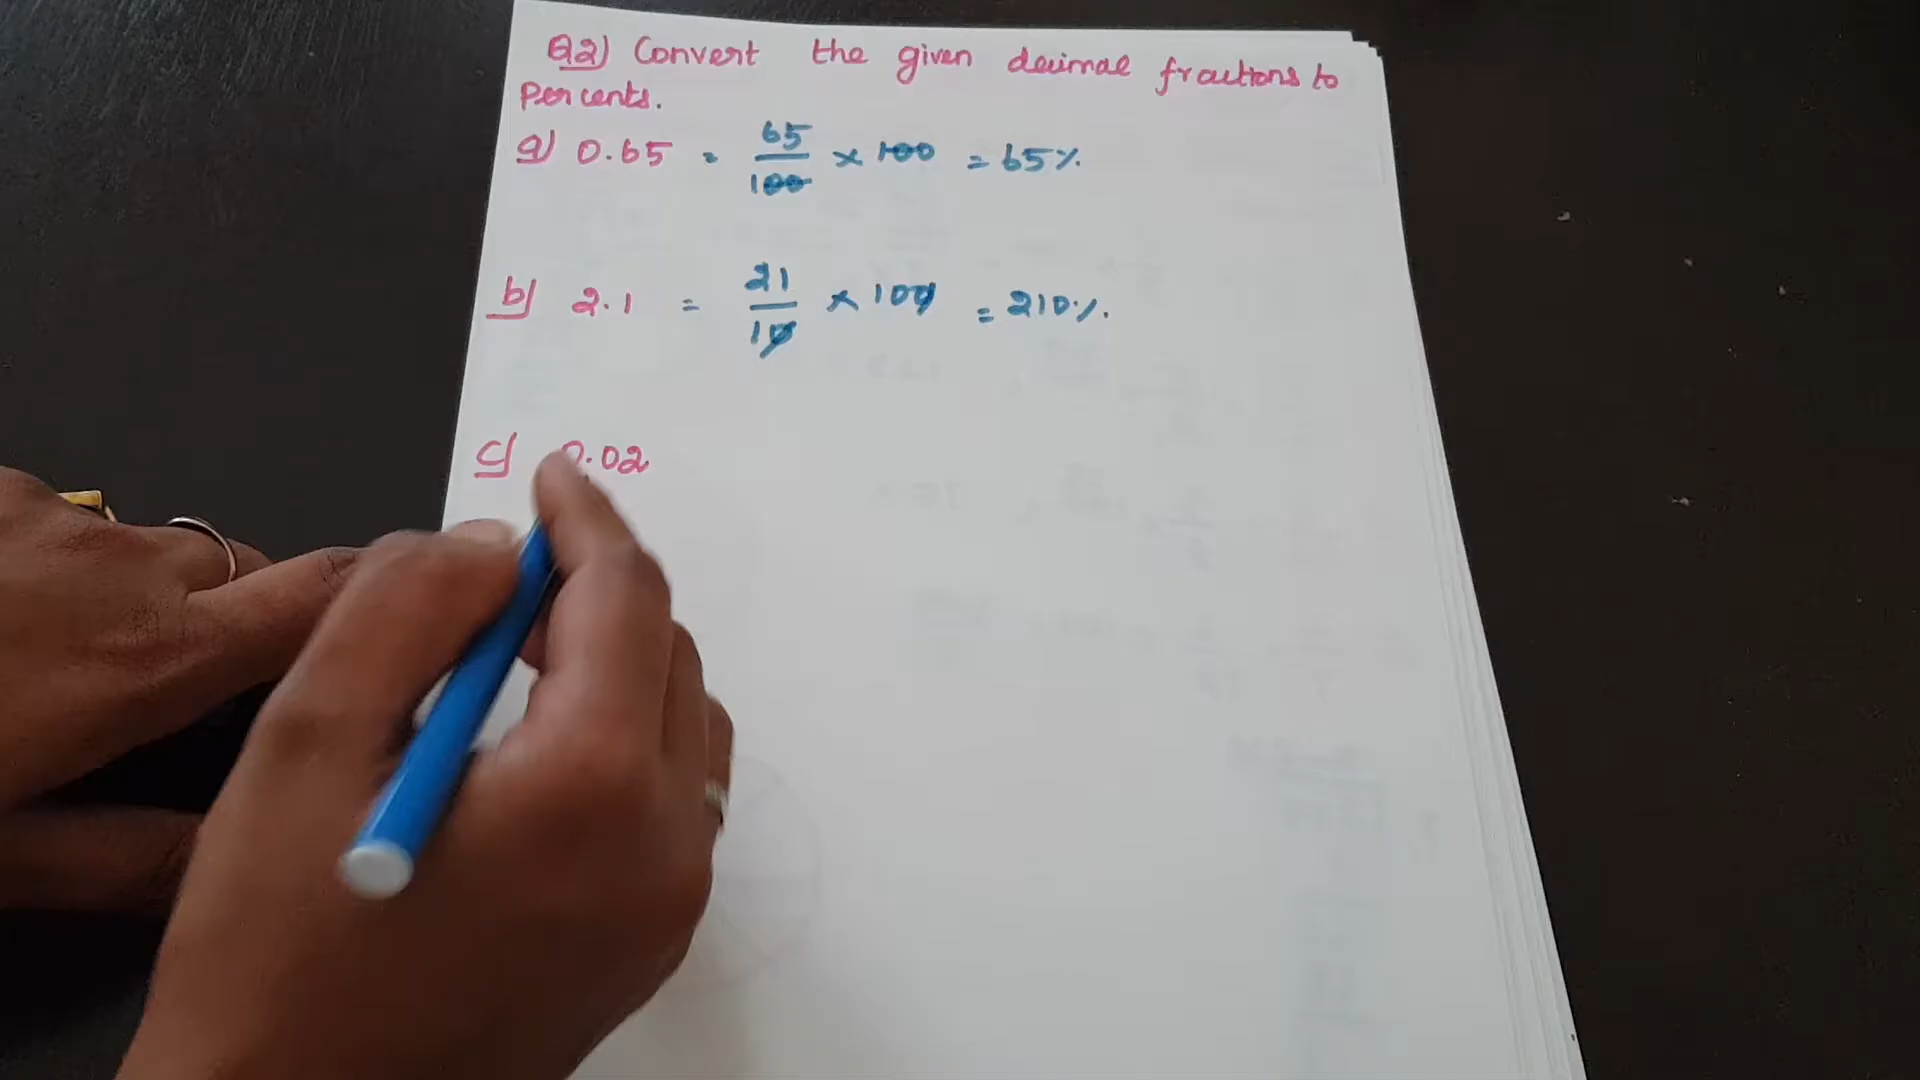 Q2) Convert the given decimal fractions to
Percents.
a) 0.65 = 65/100 × 100 = 65%
b) 2.1 = 21/10 × 100 = 210%.
c) 0.02